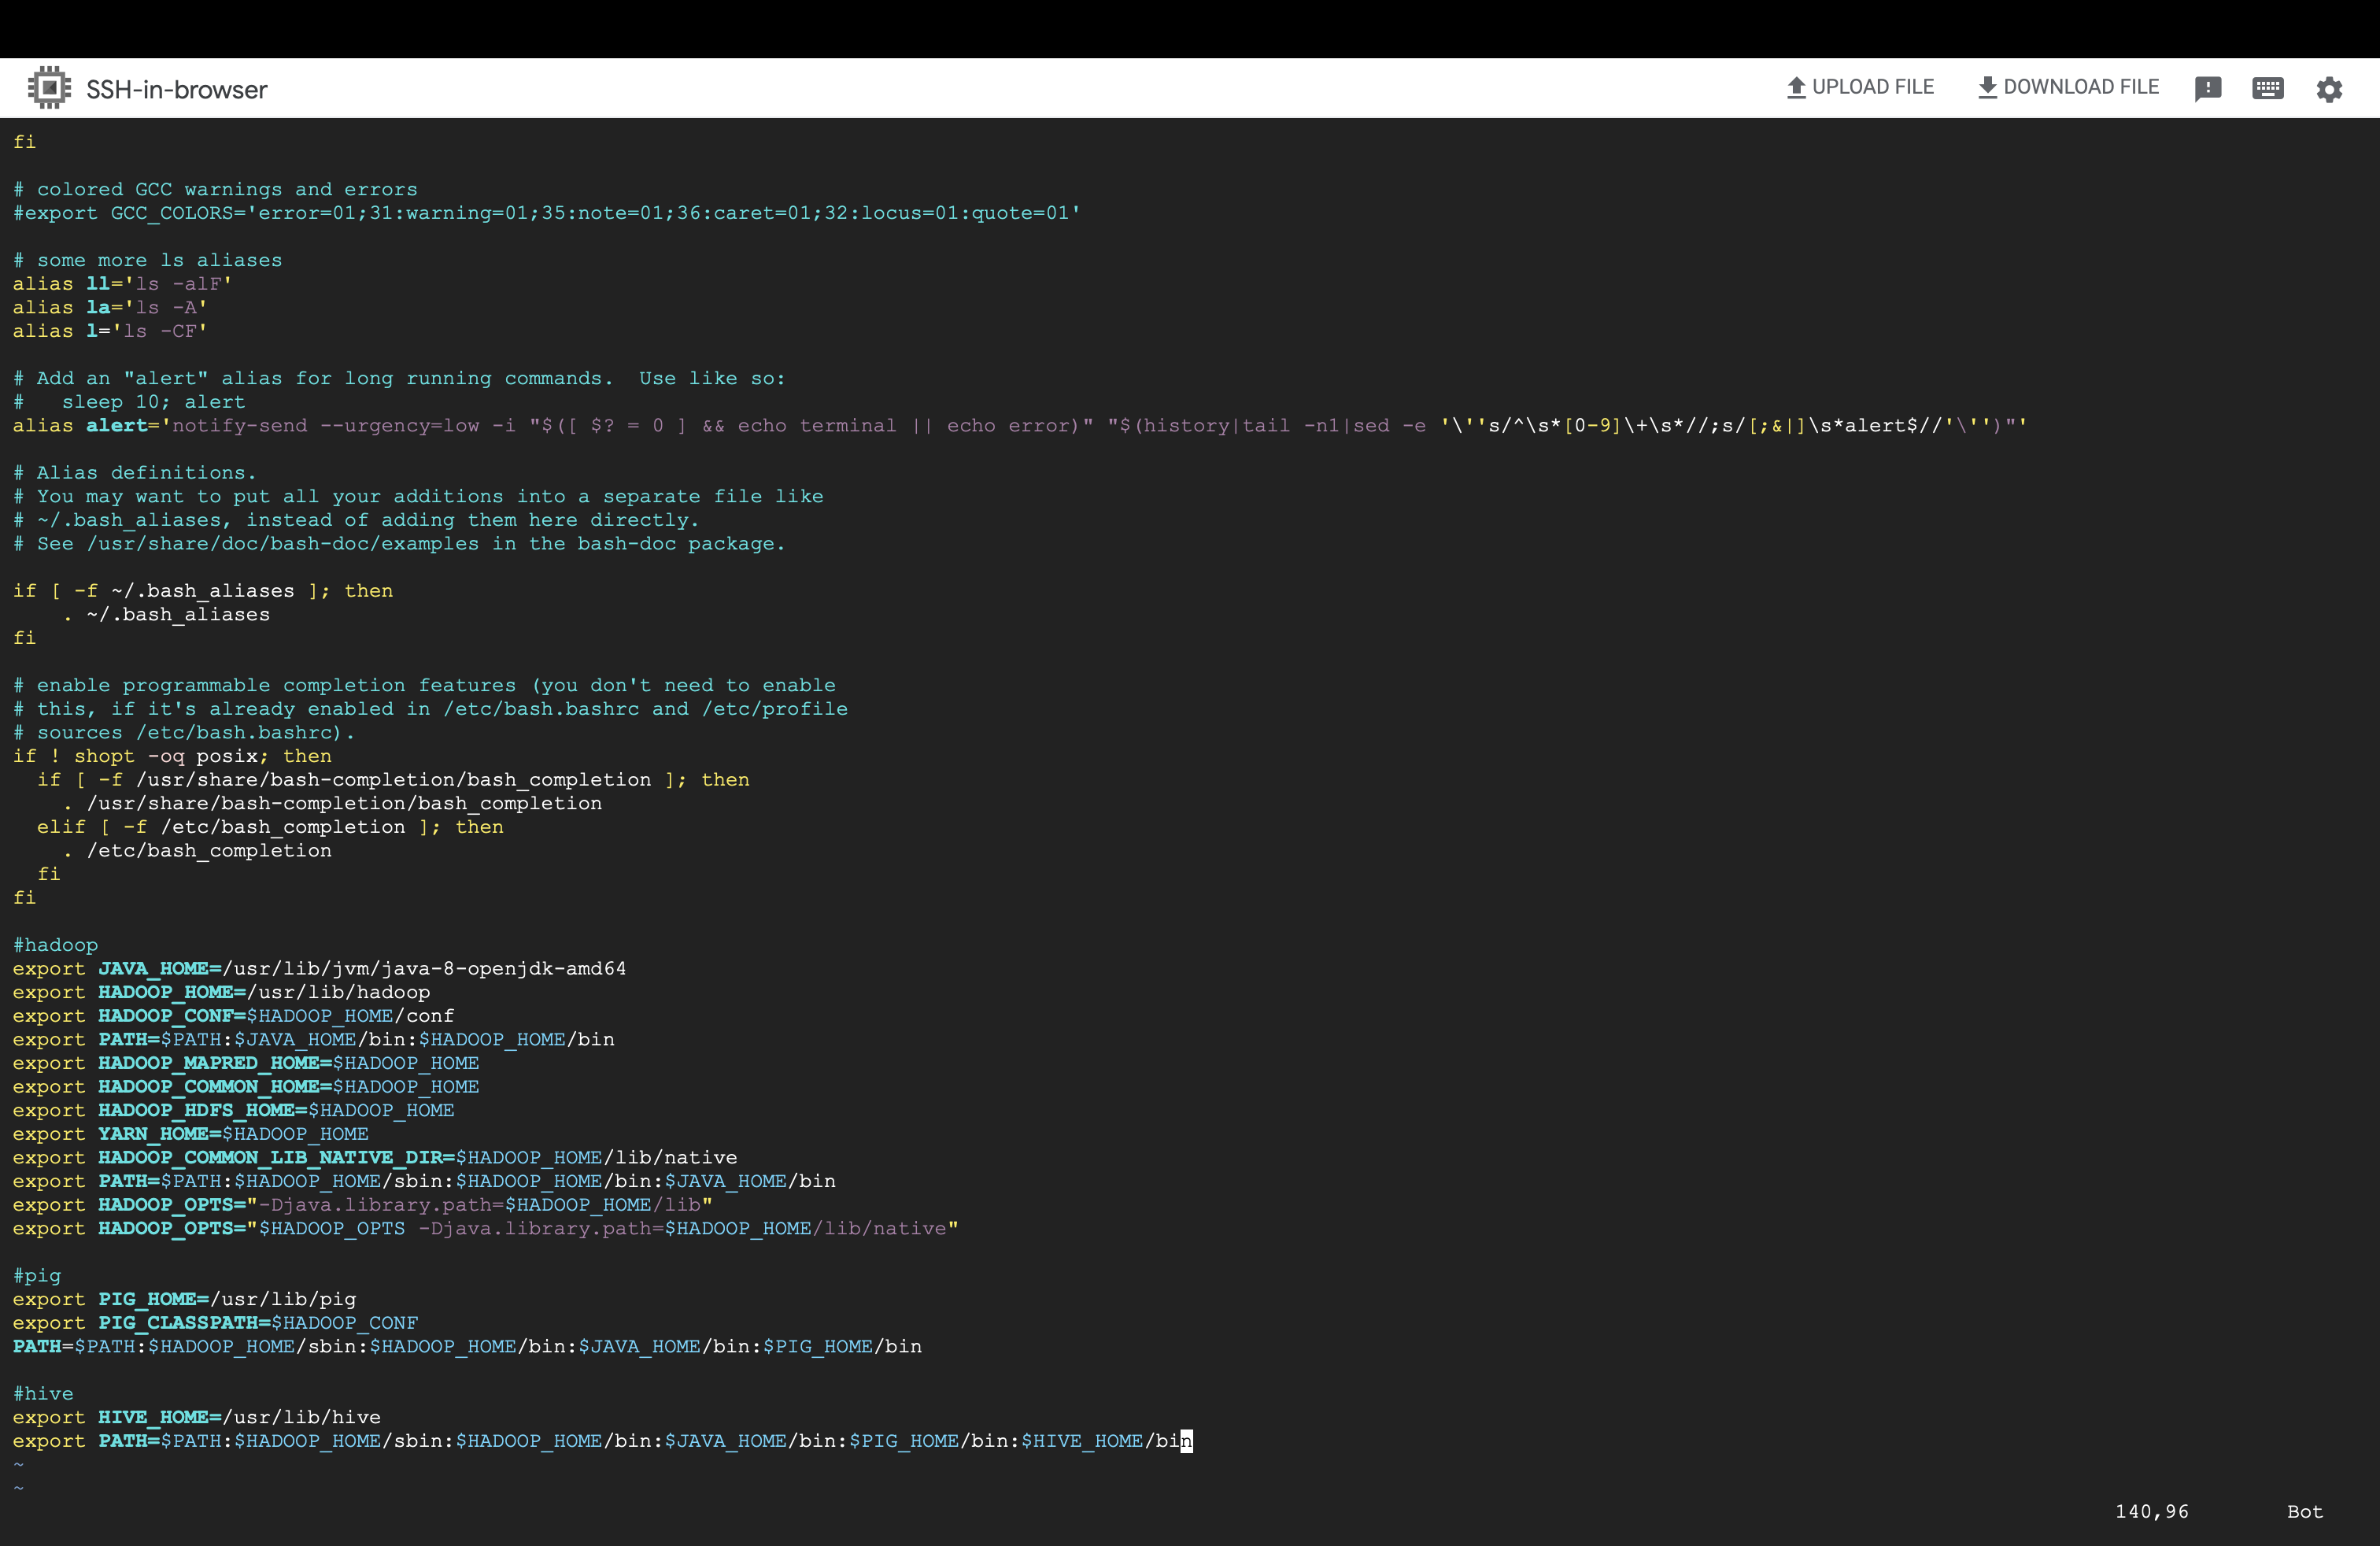 SSH-in-browser
UPLOAD FILE
DOWNLOAD FILE
fi
# colored GCC warnings and errors
#export GCC_COLORS='error=01;31:warning=01;35:note=01;36:caret=01;32:locus=01:quote=01'
# some more ls aliases
alias ll='ls -alF'
alias la='ls -A'
alias l='ls -CF'
# Add an "alert" alias for long running commands.  Use like so:
#   sleep 10; alert
alias alert='notify-send --urgency=low -i "$([ $? = 0 ] && echo terminal || echo error)" "$(history|tail -n1|sed -e '\''s/^\s*[0-9]\+\s*//;s/[;&|]\s*alert$//'\'')"'
# Alias definitions.
# You may want to put all your additions into a separate file like
# ~/.bash_aliases, instead of adding them here directly.
# See /usr/share/doc/bash-doc/examples in the bash-doc package.
if [ -f ~/.bash_aliases ]; then
    . ~/.bash_aliases
fi
# enable programmable completion features (you don't need to enable
# this, if it's already enabled in /etc/bash.bashrc and /etc/profile
# sources /etc/bash.bashrc).
if ! shopt -oq posix; then
  if [ -f /usr/share/bash-completion/bash_completion ]; then
    . /usr/share/bash-completion/bash_completion
  elif [ -f /etc/bash_completion ]; then
    . /etc/bash_completion
  fi
fi
#hadoop
export JAVA_HOME=/usr/lib/jvm/java-8-openjdk-amd64
export HADOOP_HOME=/usr/lib/hadoop
export HADOOP_CONF=$HADOOP_HOME/conf
export PATH=$PATH:$JAVA_HOME/bin:$HADOOP_HOME/bin
export HADOOP_MAPRED_HOME=$HADOOP_HOME
export HADOOP_COMMON_HOME=$HADOOP_HOME
export HADOOP_HDFS_HOME=$HADOOP_HOME
export YARN_HOME=$HADOOP_HOME
export HADOOP_COMMON_LIB_NATIVE_DIR=$HADOOP_HOME/lib/native
export PATH=$PATH:$HADOOP_HOME/sbin:$HADOOP_HOME/bin:$JAVA_HOME/bin
export HADOOP_OPTS="-Djava.library.path=$HADOOP_HOME/lib"
export HADOOP_OPTS="$HADOOP_OPTS -Djava.library.path=$HADOOP_HOME/lib/native"
#pig
export PIG_HOME=/usr/lib/pig
export PIG_CLASSPATH=$HADOOP_CONF
PATH=$PATH:$HADOOP_HOME/sbin:$HADOOP_HOME/bin:$JAVA_HOME/bin:$PIG_HOME/bin
#hive
export HIVE_HOME=/usr/lib/hive
export PATH=$PATH:$HADOOP_HOME/sbin:$HADOOP_HOME/bin:$JAVA_HOME/bin:$PIG_HOME/bin:$HIVE_HOME/bin
~
~
140,96 Bot